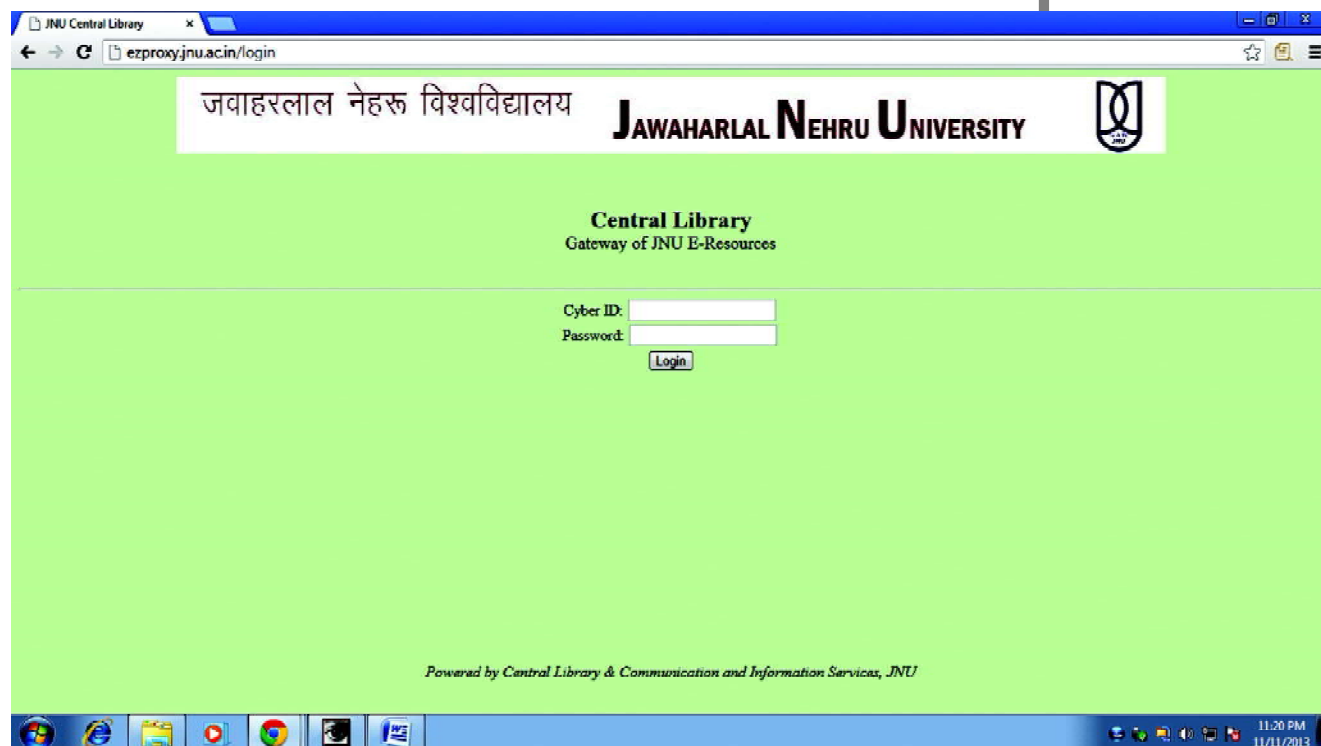 JNU Central Library
ezproxy.jnu.ac.in/login
जवाहरलाल नेहरू विश्वविद्यालय JAWAHARLAL NEHRU UNIVERSITY
JNU
Central Library
Gateway of JNU E-Resources
Cyber ID:
Password:
Login
Powered by Central Library & Communication and Information Services, JNU
11:20 PM
11/11/2013